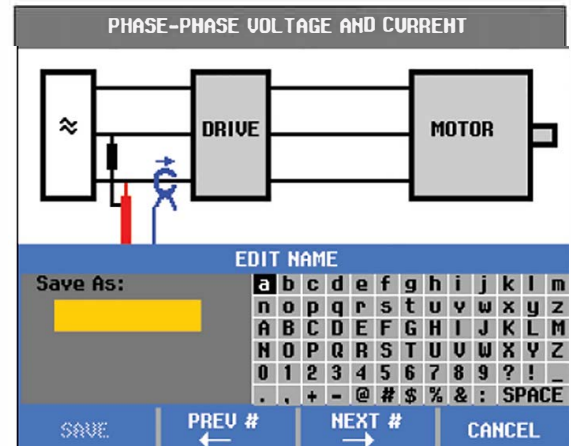 PHASE-PHASE VOLTAGE AND CURRENT
≈
DRIVE
MOTOR
EDIT NAME
Save As:
a b c d e f g h i j k l m
n o p q r s t u v w x y z
A B C D E F G H I J K L M
N O P Q R S T U V W X Y Z
0 1 2 3 4 5 6 7 8 9 ? ! _
. , + - @ # $ % & : SPACE
SAVE
PREV #
←
NEXT #
→
CANCEL